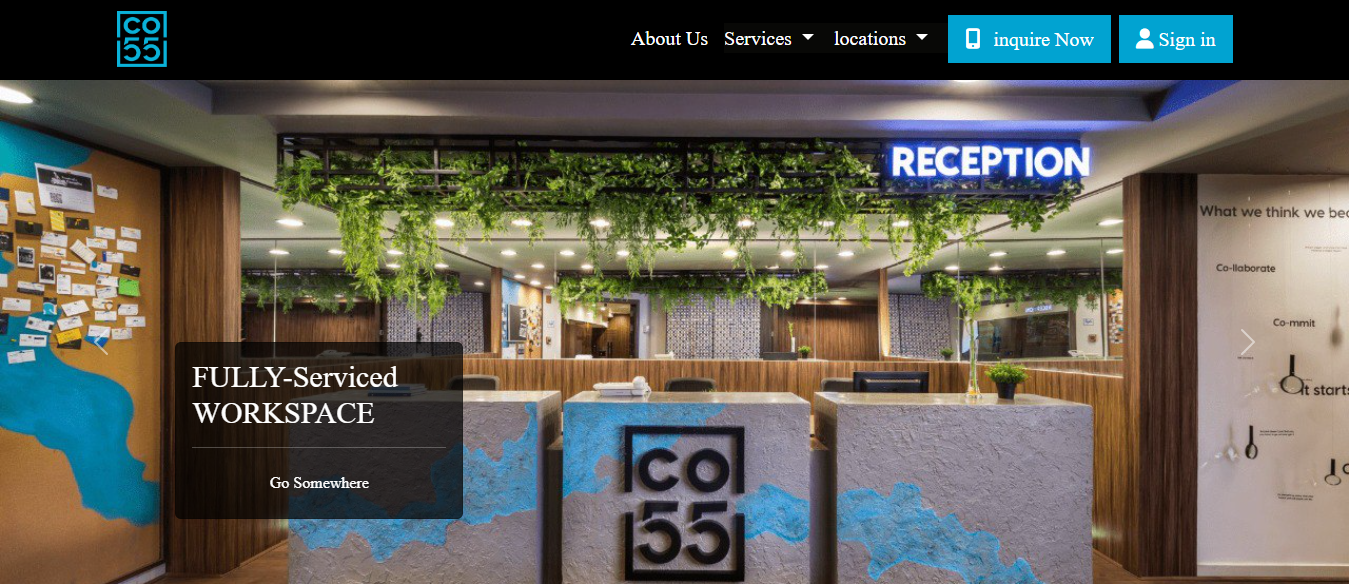 CO
55
About Us
Services
locations
inquire Now
Sign in
RECEPTION
What we think we bec
Co-llaborate
Co-mmit
it starts
FULLY-Serviced
WORKSPACE
Go Somewhere
CO
55